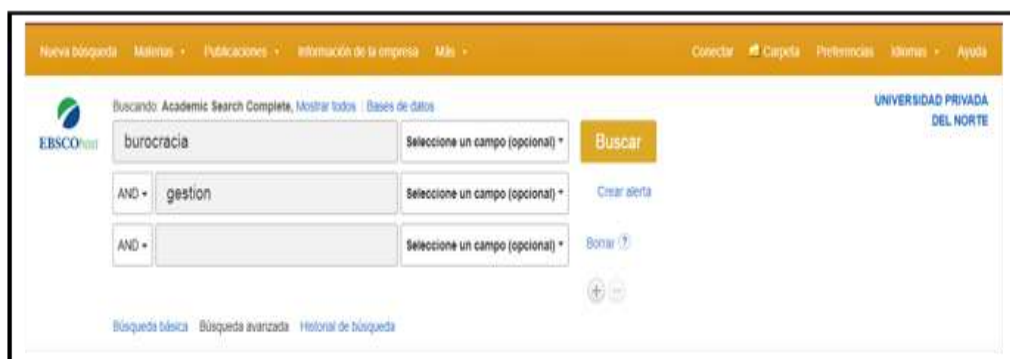 Nueva búsqueda Materias Publicaciones Información de la empresa Más Conectar Carpeta Preferencias Idiomas Ayuda
Buscando: Academic Search Complete, Mostrar todos | Bases de datos
UNIVERSIDAD PRIVADA
DEL NORTE
EBSCOhost
burocracia Seleccione un campo (opcional) Buscar
AND gestion Seleccione un campo (opcional) Crear alerta
AND Seleccione un campo (opcional) Borrar ?
Búsqueda básica Búsqueda avanzada Historial de búsqueda